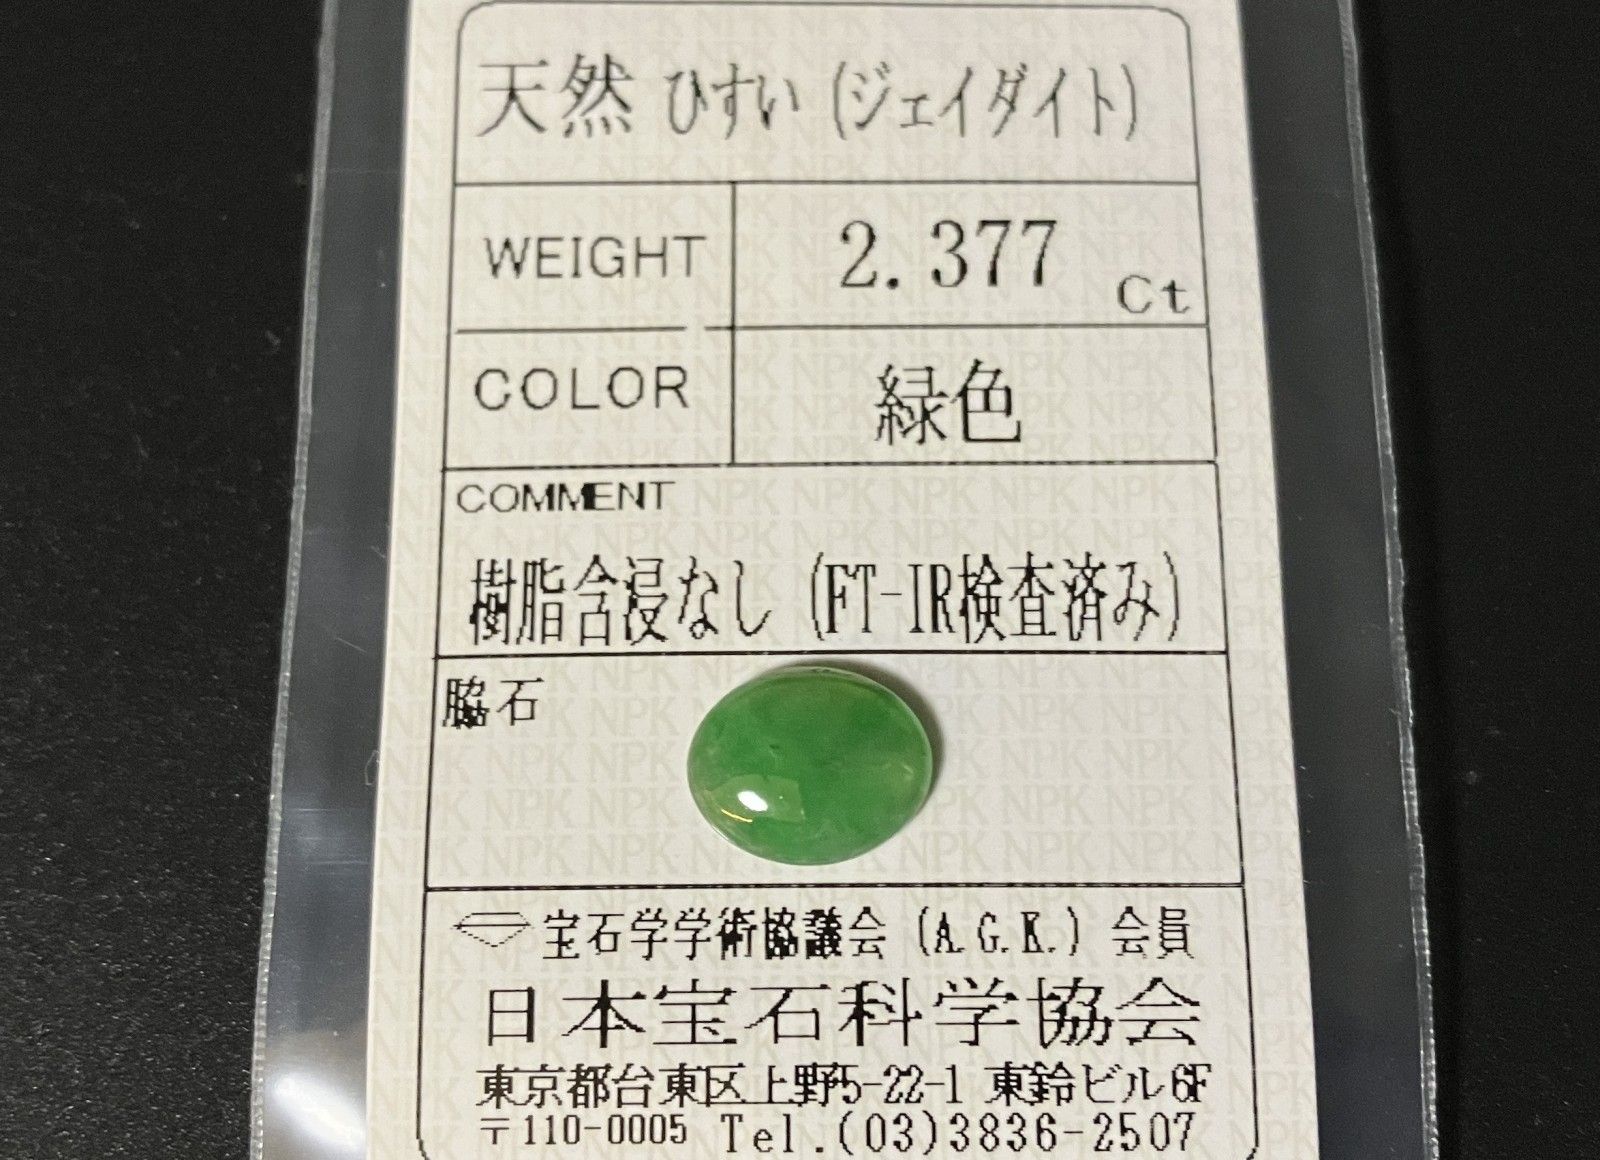 天然 ひすい (ジェイダイト)
WEIGHT 2.377 Ct
COLOR 緑色
COMMENT
樹脂含浸なし (FT-IR検査済み)
脇石
宝石学学術協議会 (A.G.K.) 会員
日本宝石科学協会
東京都台東区上野5-22-1 東鈴ビル6F
〒110-0005 Tel.(03)3836-2507